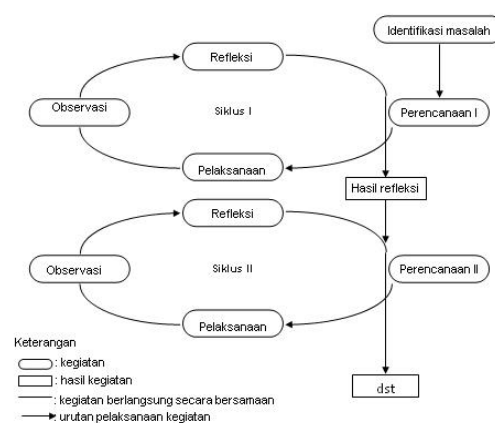 Identifikasi masalah
Refleksi
Observasi
Siklus I
Perencanaan I
Pelaksanaan
Hasil refleksi
Refleksi
Observasi
Siklus II
Perencanaan II
Pelaksanaan
Keterangan
: kegiatan
: hasil kegiatan
: kegiatan berlangsung secara bersamaan
: urutan pelaksanaan kegiatan
dst